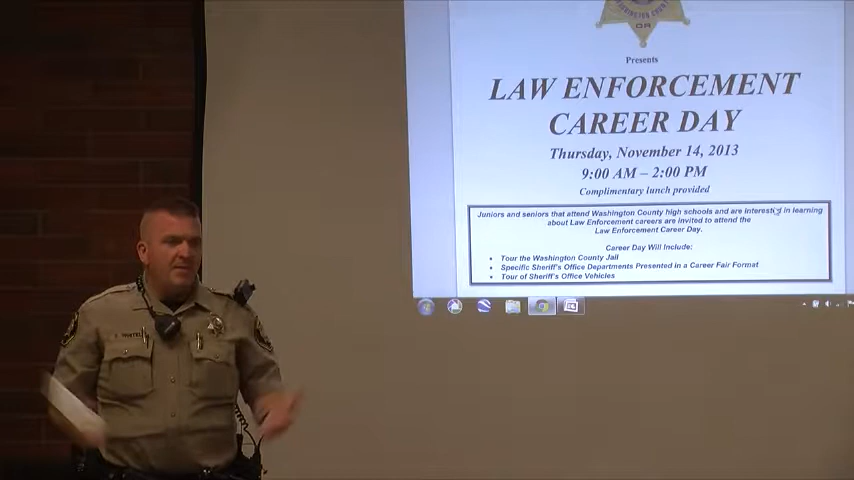 WASHINGTON COUNTY
OR
Presents
LAW ENFORCEMENT
CAREER DAY
Thursday, November 14, 2013
9:00 AM – 2:00 PM
Complimentary lunch provided
Juniors and seniors that attend Washington County high schools and are interested in learning
about Law Enforcement careers are invited to attend the
Law Enforcement Career Day.
Career Day Will Include:
• Tour the Washington County Jail
• Specific Sheriff's Office Departments Presented in a Career Fair Format
• Tour of Sheriff's Office Vehicles